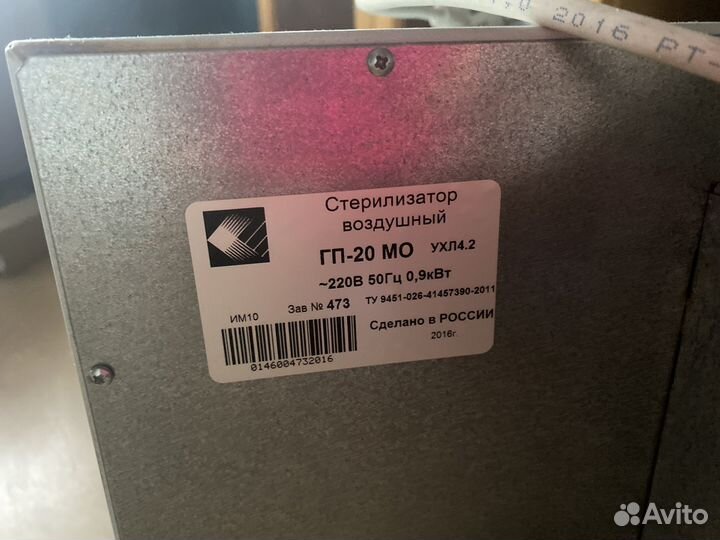 2016 РТ-
Стерилизатор
воздушный
ГП-20 МО УХЛ4.2
~220В 50Гц 0,9кВт
Зав № 473 ТУ 9451-026-41457390-2011
ИМ10
Сделано в РОССИИ
2016г.
0146004732016
Avito